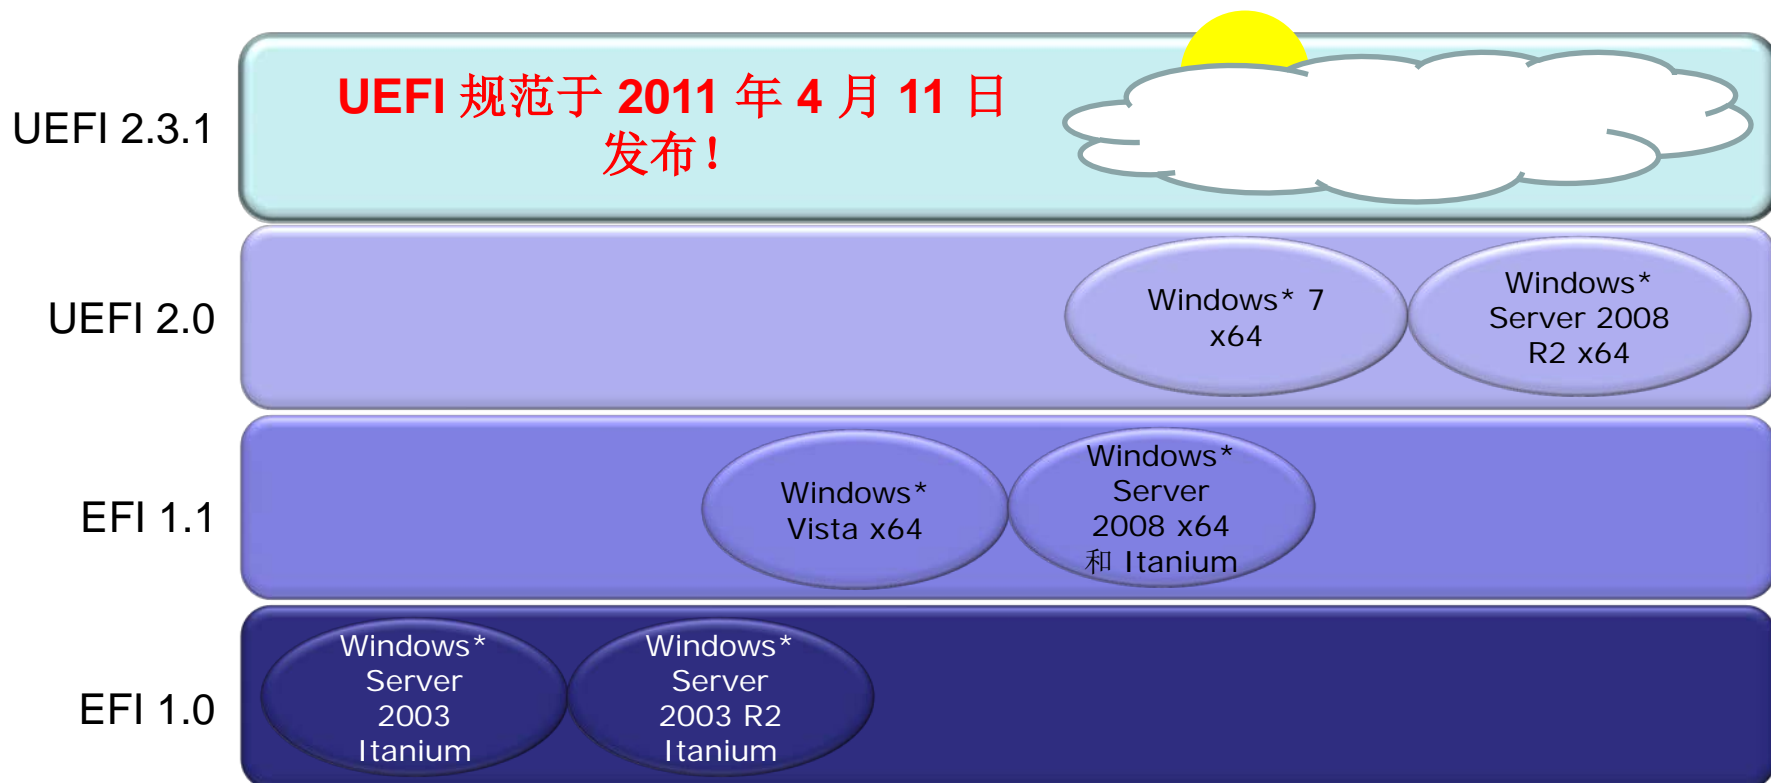 UEFI 2.3.1
UEFI 规范于 2011 年 4 月 11 日
发布！
UEFI 2.0
Windows* 7
x64
Windows*
Server 2008
R2 x64
EFI 1.1
Windows*
Vista x64
Windows*
Server
2008 x64
和 Itanium
EFI 1.0
Windows*
Server
2003
Itanium
Windows*
Server
2003 R2
Itanium